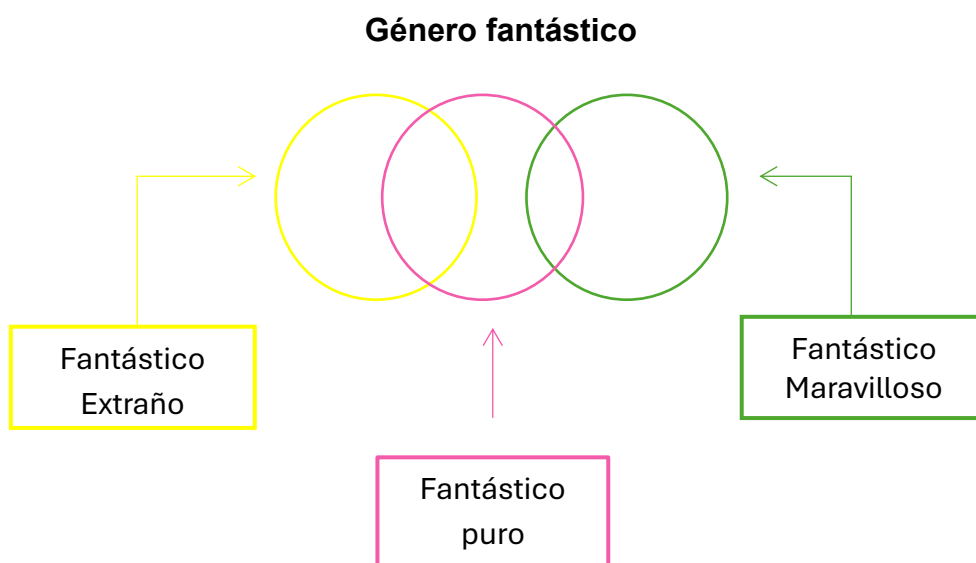 Género fantástico
Fantástico
Extraño
Fantástico
Maravilloso
Fantástico
puro